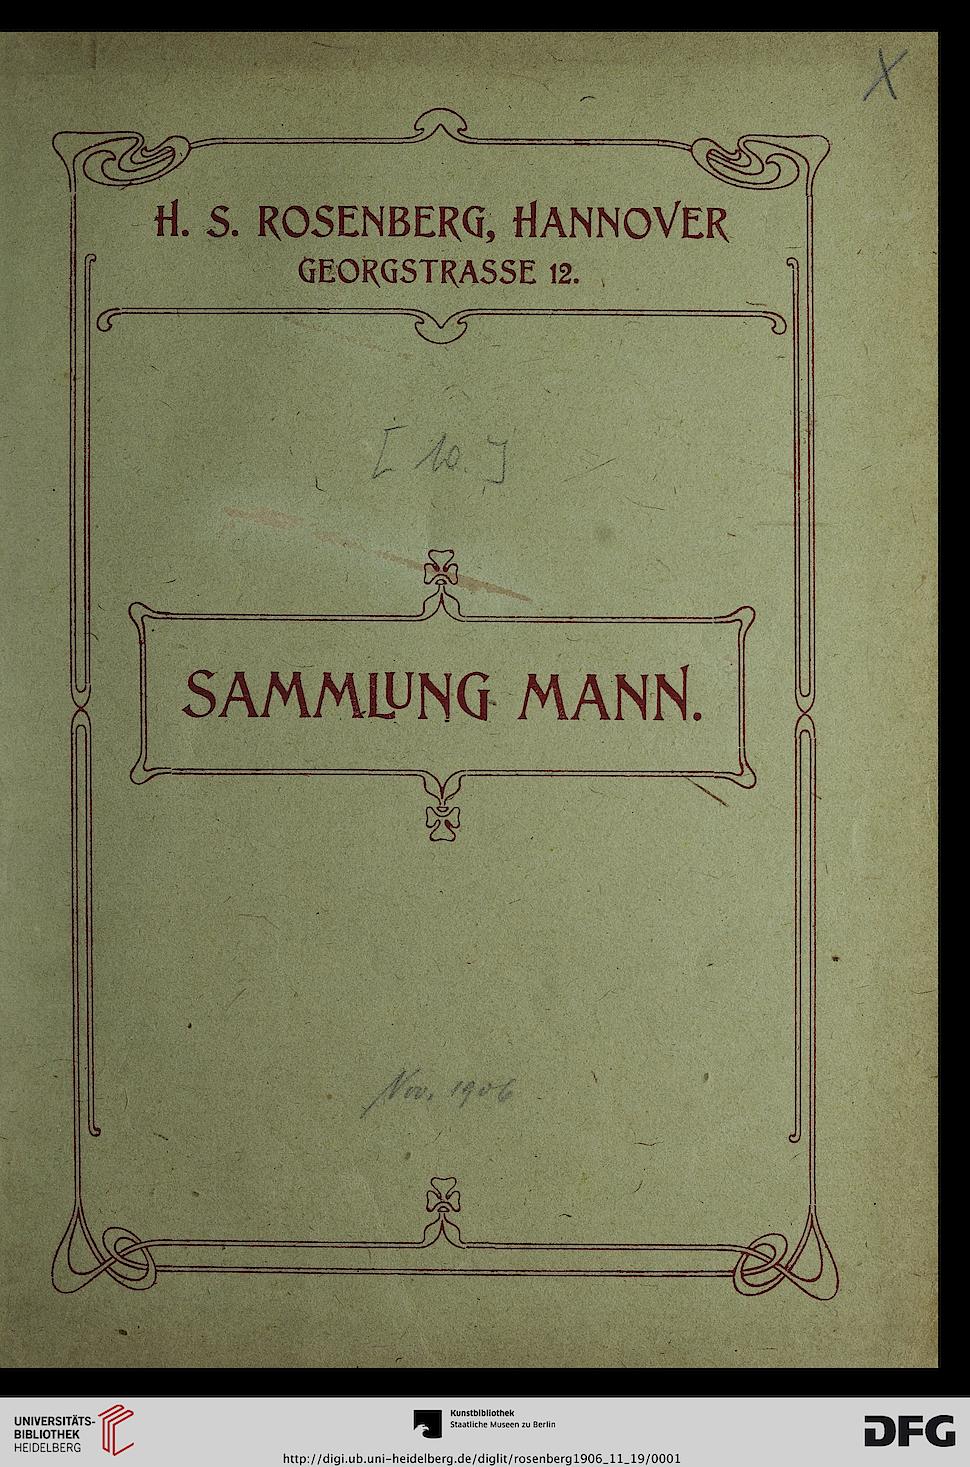 X
H. S. ROSENBERG, HANNOVER
GEORGSTRASSE 12.
[10.]
SAMMLUNG MANN.
Nov. 1906
UNIVERSITÄTS-
BIBLIOTHEK
HEIDELBERG
Kunstbibliothek
Staatliche Museen zu Berlin
DFG
http://digi.ub.uni-heidelberg.de/diglit/rosenberg1906_11_19/0001